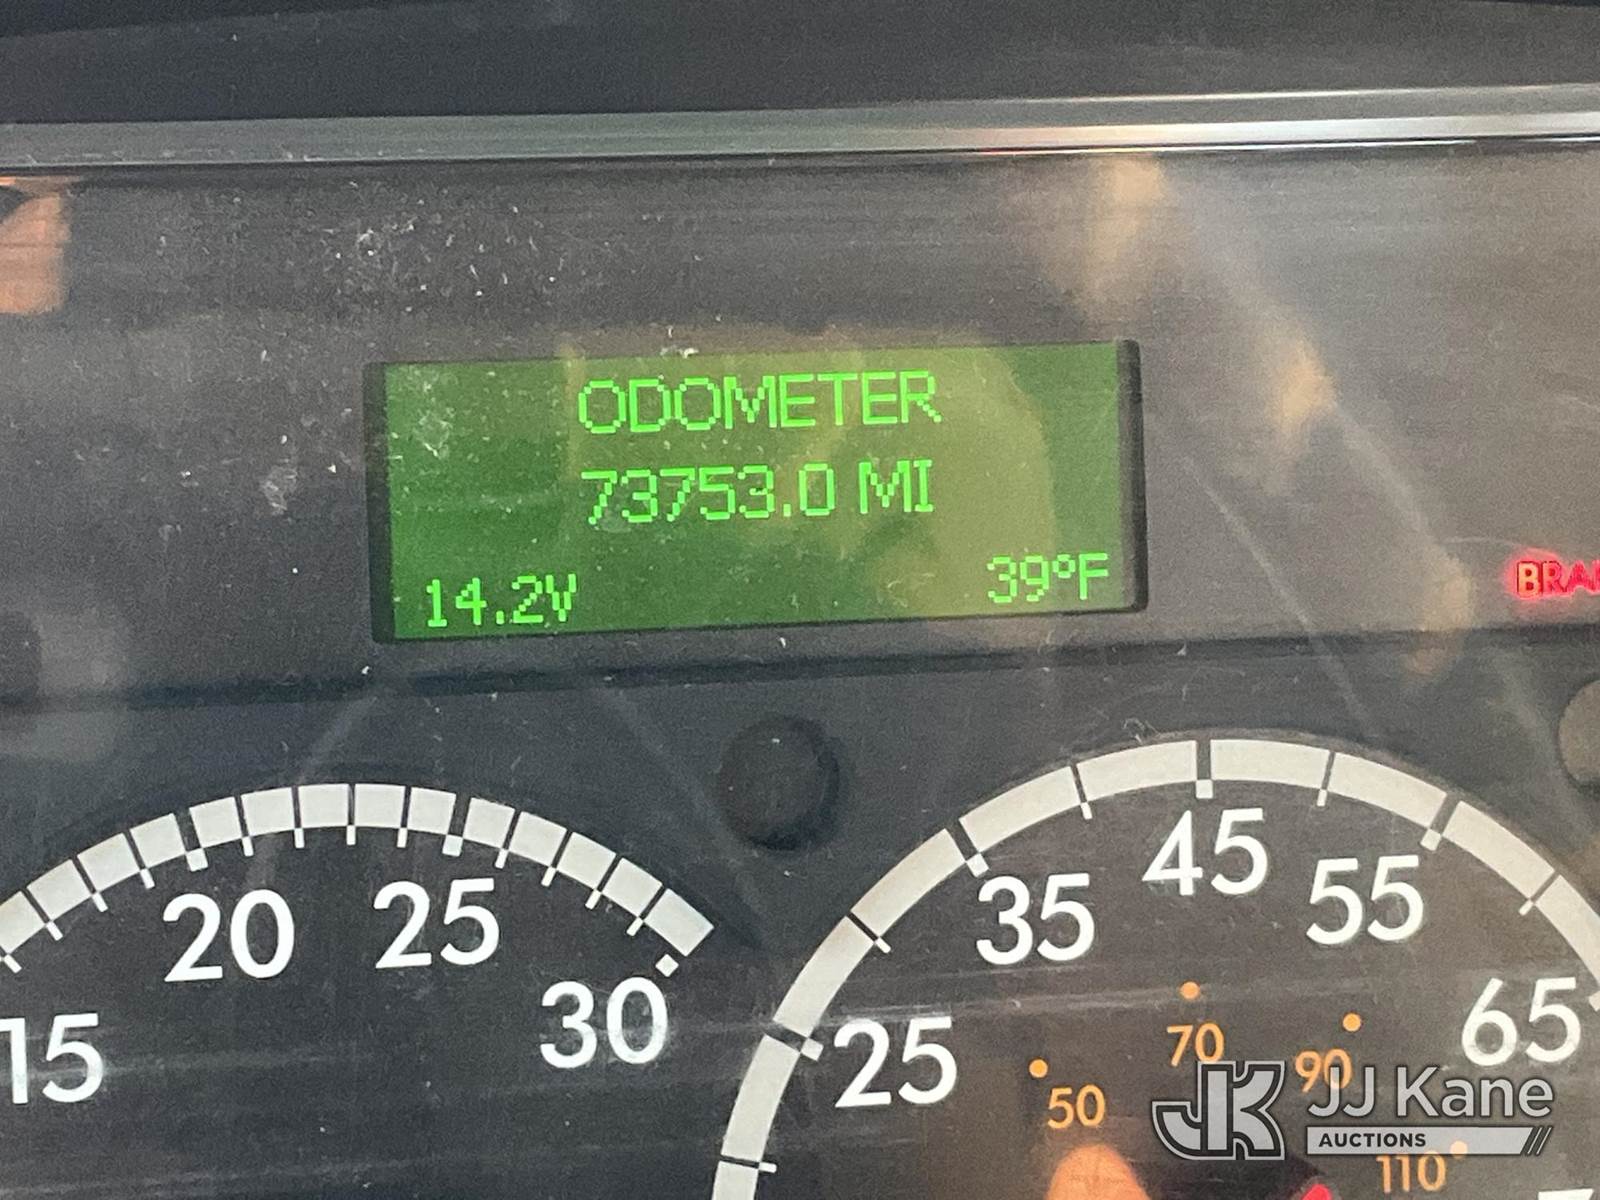 ODOMETER
73753.0 MI
14.2V 39°F
15 20 25 30
25 35 45 55 65
50 70 90 110
JK JJ Kane
AUCTIONS